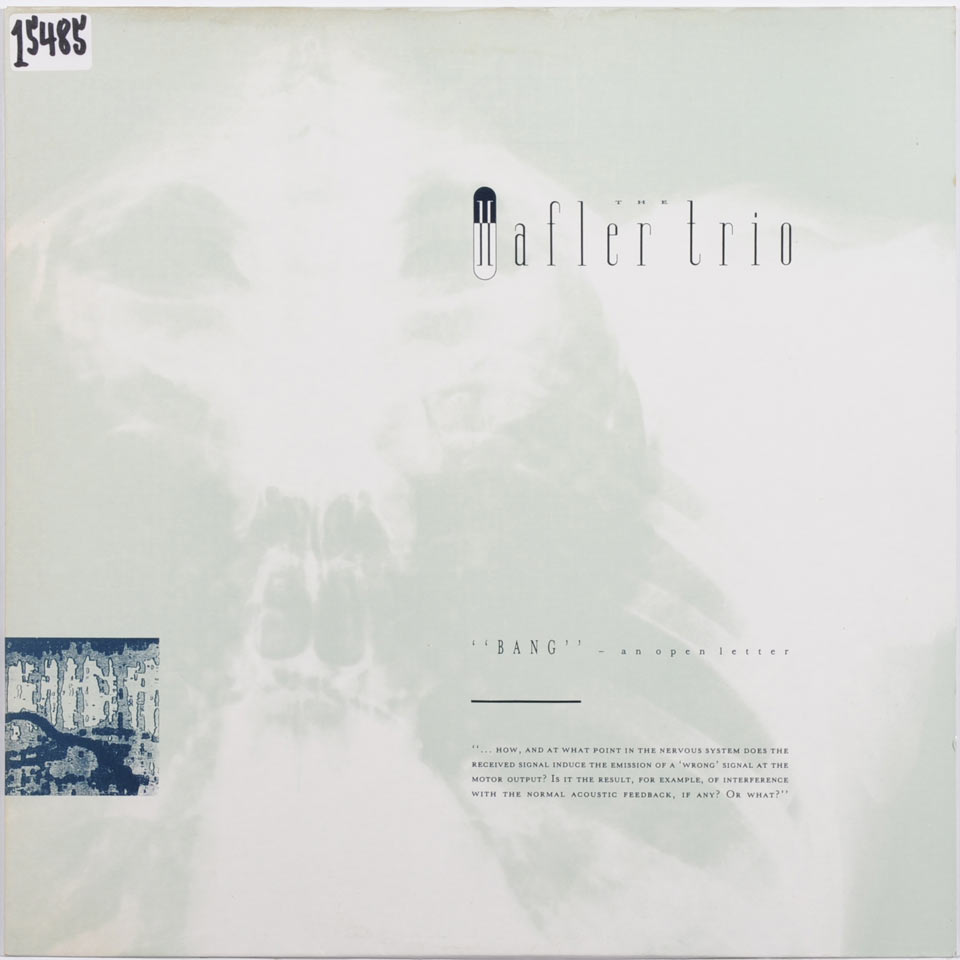 15485
THE
Hafler trio
‘‘BANG’’ – an open letter
‘‘... HOW, AND AT WHAT POINT IN THE NERVOUS SYSTEM DOES THE
RECEIVED SIGNAL INDUCE THE EMISSION OF A ‘WRONG’ SIGNAL AT THE
MOTOR OUTPUT? IS IT THE RESULT, FOR EXAMPLE, OF INTERFERENCE
WITH THE NORMAL ACOUSTIC FEEDBACK, IF ANY? OR WHAT?’’